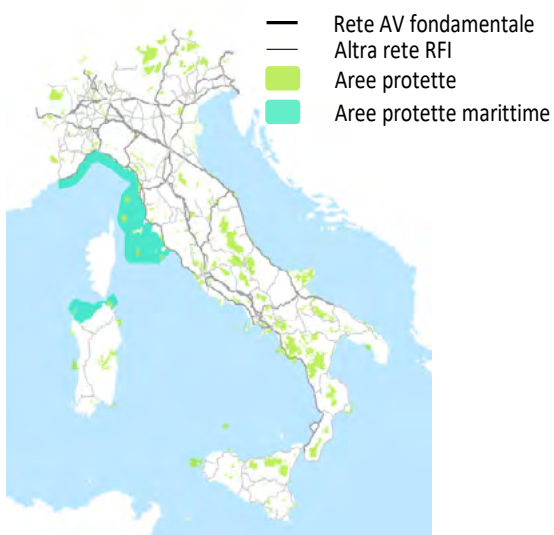 Rete AV fondamentale
Altra rete RFI
Aree protette
Aree protette marittime